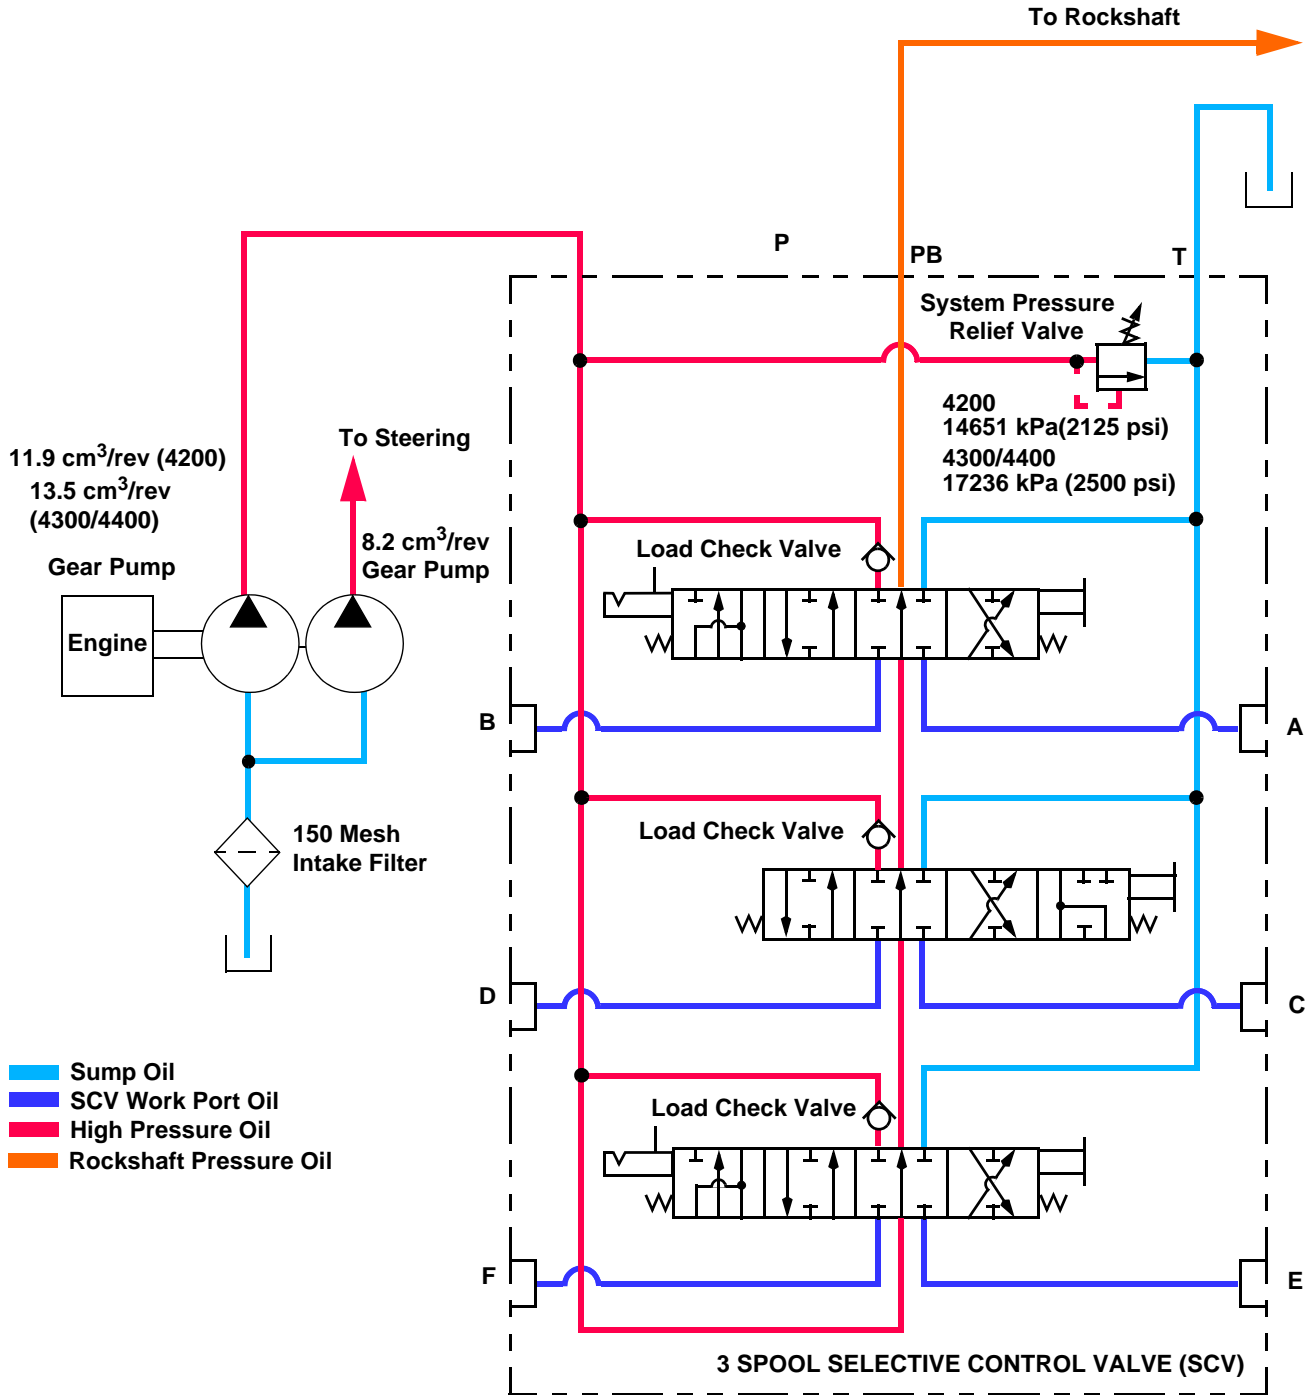 To Rockshaft
P
PB
T
System Pressure
Relief Valve
4200
14651 kPa(2125 psi)
4300/4400
17236 kPa (2500 psi)
To Steering
11.9 cm3/rev (4200)
13.5 cm3/rev
(4300/4400)
8.2 cm3/rev
Gear Pump
Gear Pump
Engine
Load Check Valve
B
A
150 Mesh
Intake Filter
Load Check Valve
D
C
Sump Oil
SCV Work Port Oil
High Pressure Oil
Rockshaft Pressure Oil
Load Check Valve
F
E
3 SPOOL SELECTIVE CONTROL VALVE (SCV)